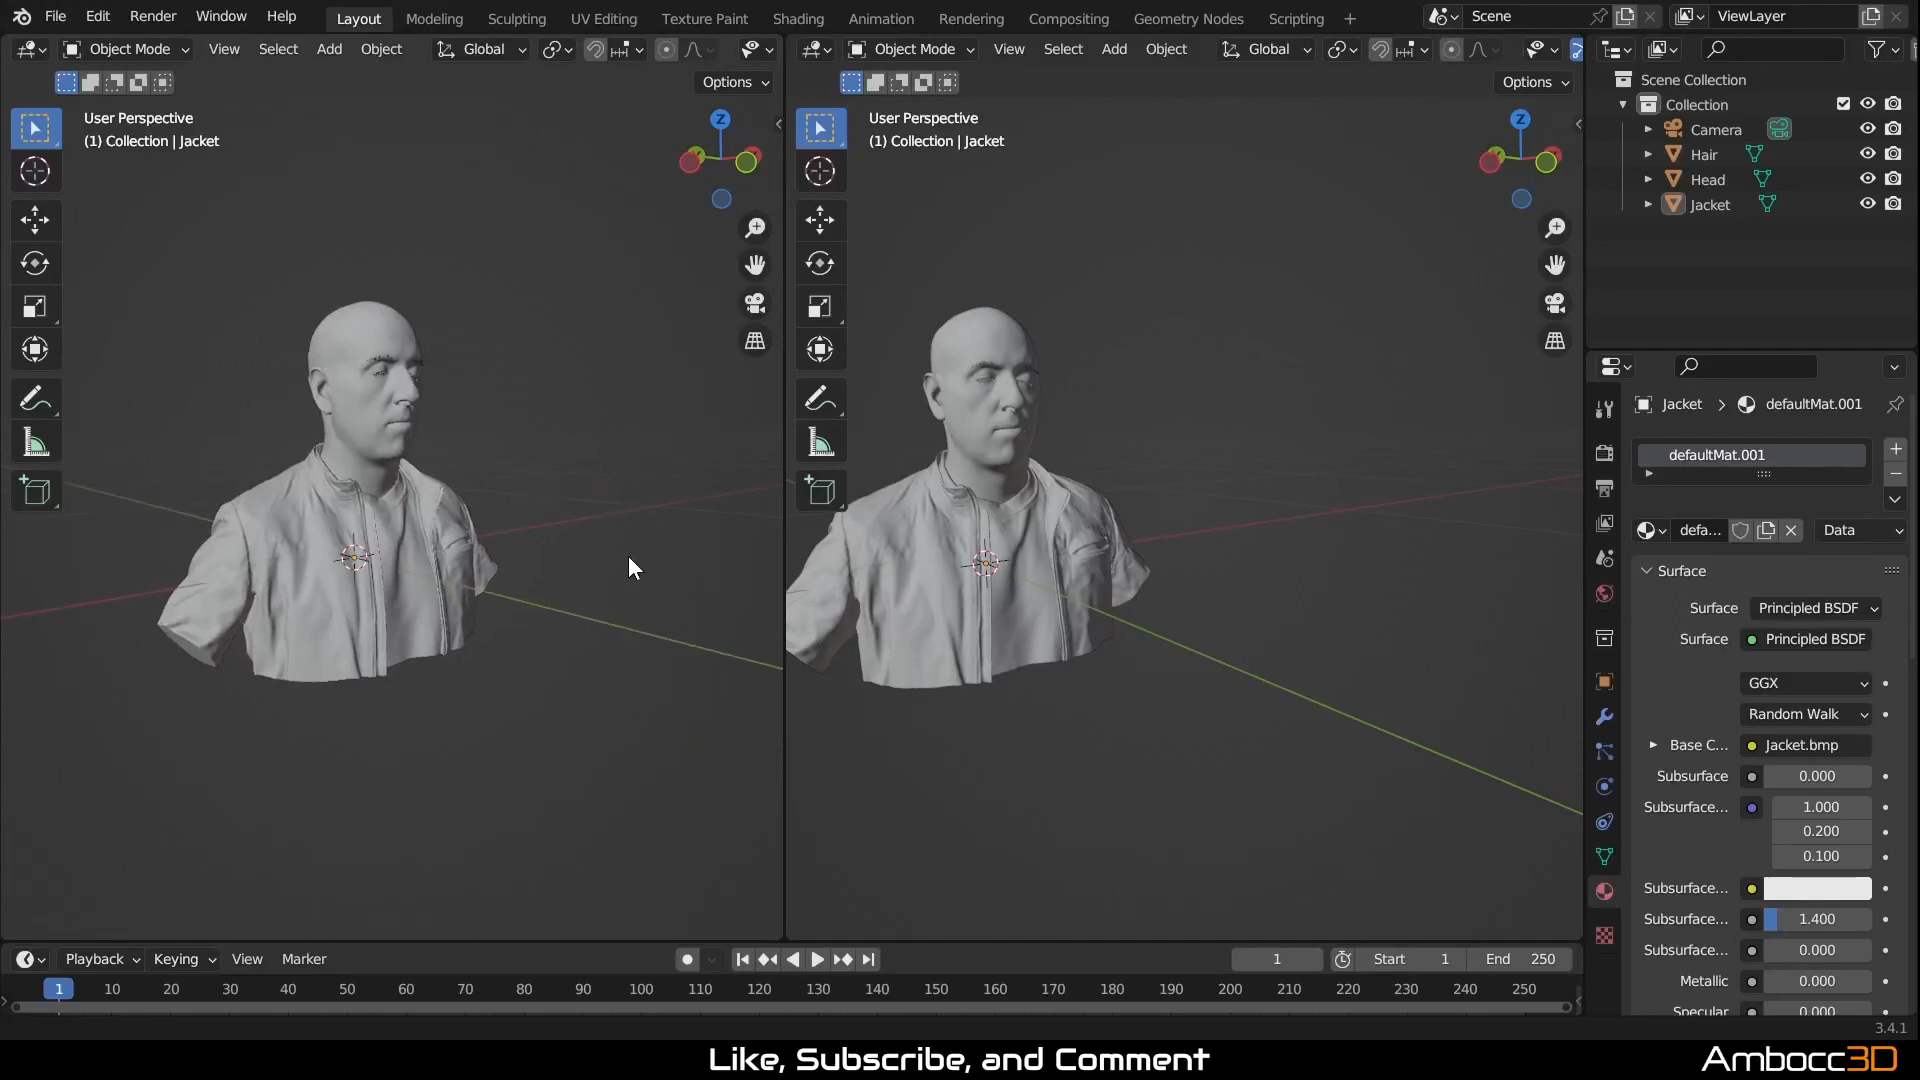 File Edit Render Window Help Layout Modeling Sculpting UV Editing Texture Paint Shading Animation Rendering Compositing Geometry Nodes Scripting + Scene ViewLayer
Object Mode View Select Add Object Global Object Mode View Select Add Object Global
Options Options
Scene Collection
Collection
Camera
Hair
Head
Jacket
User Perspective
(1) Collection | Jacket
Z
User Perspective
(1) Collection | Jacket
Z
Jacket > defaultMat.001
defaultMat.001
defa... Data
Surface
Surface Principled BSDF
Surface Principled BSDF
GGX
Random Walk
Base C... Jacket.bmp
Subsurface 0.000
Subsurface... 1.000
0.200
0.100
Subsurface...
Subsurface... 1.400
Subsurface... 0.000
Metallic 0.000
Specular 0.000
Playback Keying View Marker 1 Start 1 End 250
1 10 20 30 40 50 60 70 80 90 100 110 120 130 140 150 160 170 180 190 200 210 220 230 240 250
3.4.1
Like, Subscribe, and Comment
Ambocc3D